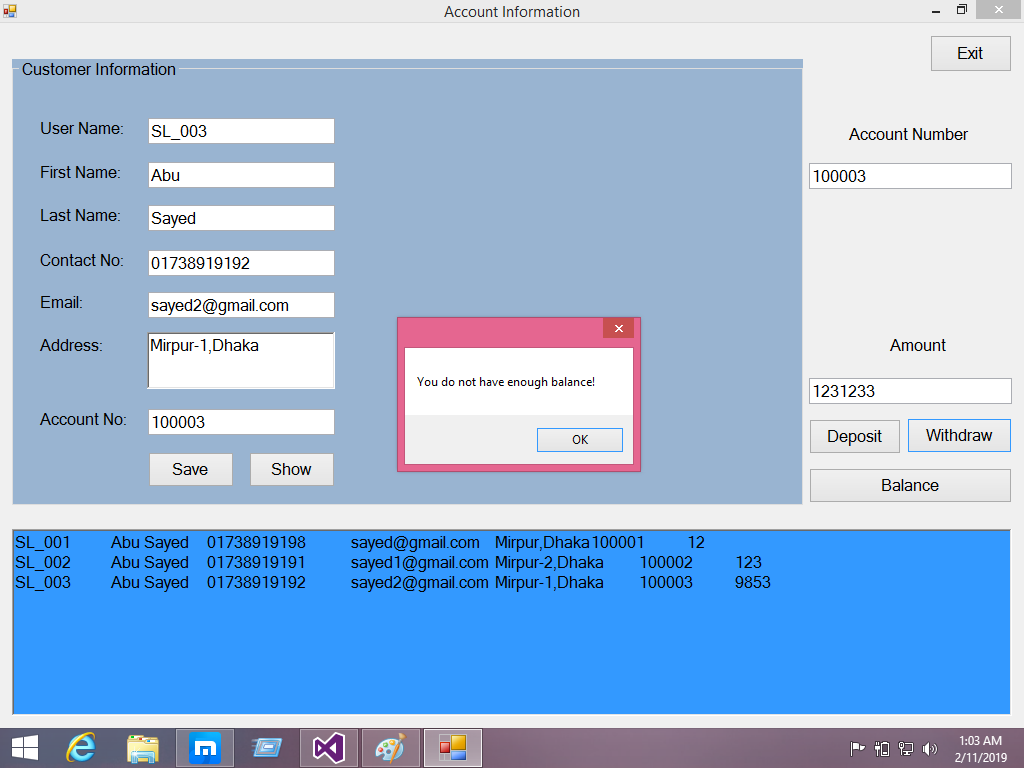 Account Information
Exit
Customer Information
User Name: SL_003
First Name: Abu
Last Name: Sayed
Contact No: 01738919192
Email: sayed2@gmail.com
Address: Mirpur-1,Dhaka
Account No: 100003
Save Show
Account Number
100003
You do not have enough balance!
OK
Amount
1231233
Deposit Withdraw
Balance
SL_001 Abu Sayed 01738919198 sayed@gmail.com Mirpur,Dhaka 100001 12
SL_002 Abu Sayed 01738919191 sayed1@gmail.com Mirpur-2,Dhaka 100002 123
SL_003 Abu Sayed 01738919192 sayed2@gmail.com Mirpur-1,Dhaka 100003 9853
1:03 AM
2/11/2019